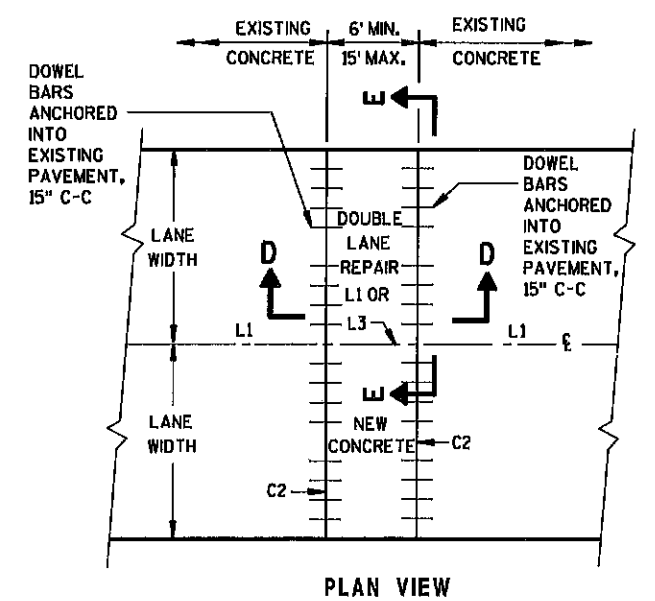 EXISTING 6' MIN. EXISTING
CONCRETE 15' MAX. CONCRETE
DOWEL
BARS
ANCHORED
INTO
EXISTING
PAVEMENT,
15" C-C
E
DOWEL
BARS
ANCHORED
INTO
EXISTING
PAVEMENT,
15" C-C
LANE
WIDTH
DOUBLE
LANE
REPAIR
L1 OR
L3
D
D
L1
L1
℄
E
LANE
WIDTH
NEW
CONCRETE
C2
C2
PLAN VIEW